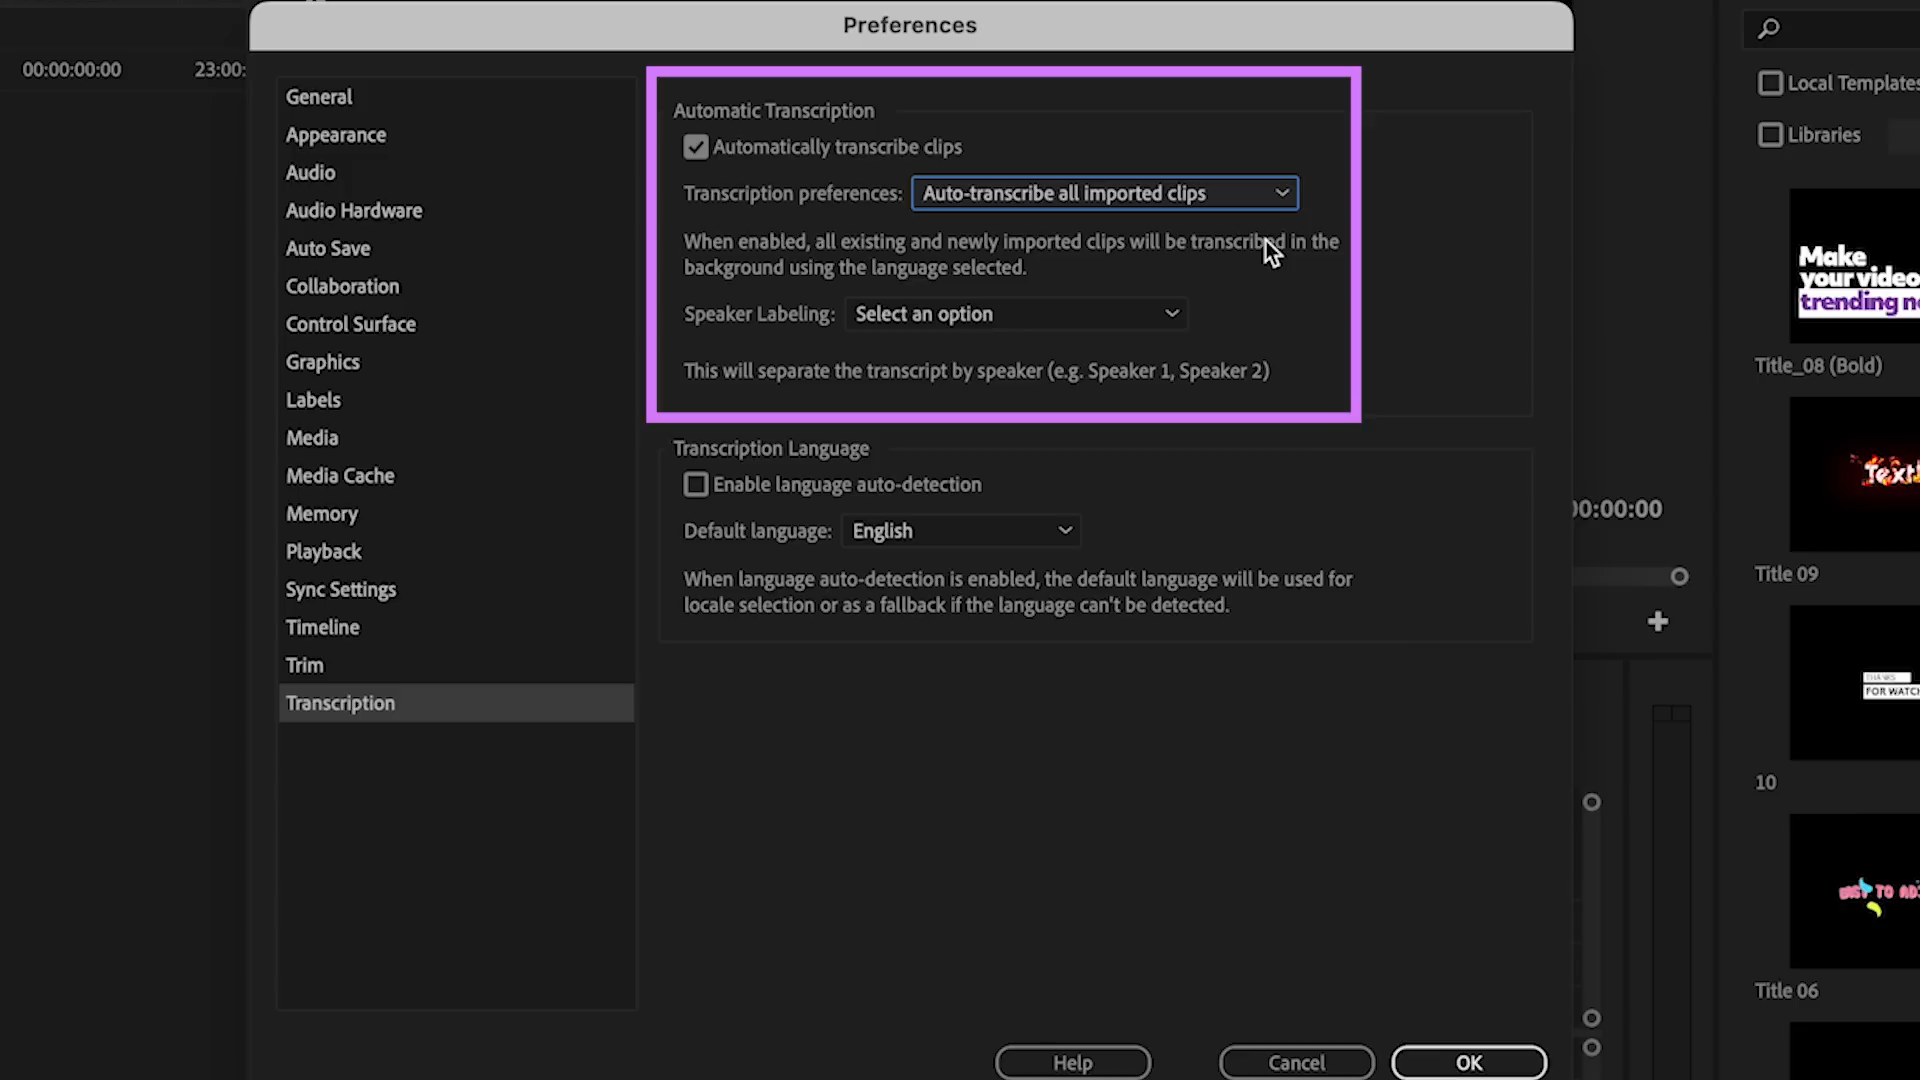 Preferences
00:00:00:00
23:00:
General
Appearance
Audio
Audio Hardware
Auto Save
Collaboration
Control Surface
Graphics
Labels
Media
Media Cache
Memory
Playback
Sync Settings
Timeline
Trim
Transcription
Automatic Transcription
Automatically transcribe clips
Transcription preferences: Auto-transcribe all imported clips
When enabled, all existing and newly imported clips will be transcribed in the
background using the language selected.
Speaker Labeling: Select an option
This will separate the transcript by speaker (e.g. Speaker 1, Speaker 2)
Transcription Language
Enable language auto-detection
Default language: English
When language auto-detection is enabled, the default language will be used for
locale selection or as a fallback if the language can't be detected.
Help
Cancel
OK
00:00:00
Local Templates
Libraries
Make
your video
trending
Title_08 (Bold)
Title 09
THANKS
FOR WATCH
10
TO
Title 06